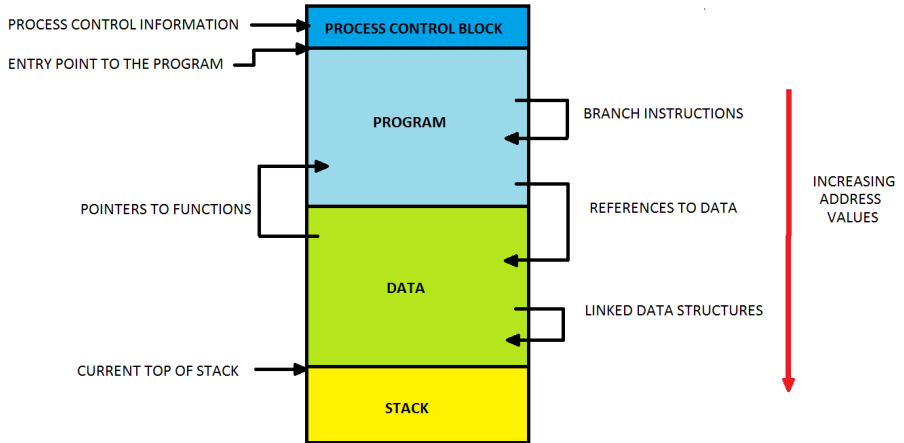 PROCESS CONTROL INFORMATION
PROCESS CONTROL BLOCK
ENTRY POINT TO THE PROGRAM
PROGRAM
BRANCH INSTRUCTIONS
POINTERS TO FUNCTIONS
REFERENCES TO DATA
INCREASING
ADDRESS
VALUES
DATA
LINKED DATA STRUCTURES
CURRENT TOP OF STACK
STACK